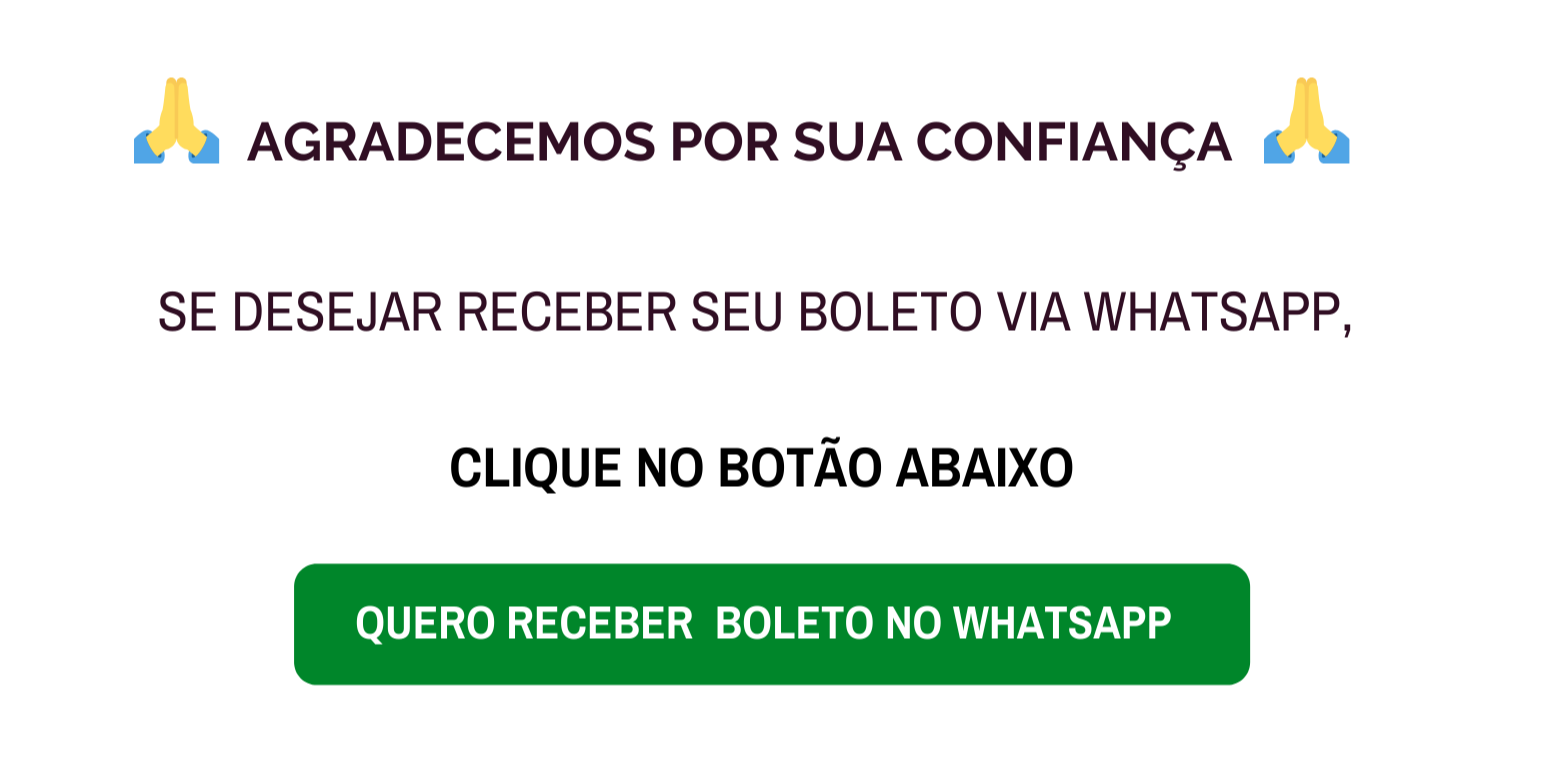 🙏 AGRADECEMOS POR SUA CONFIANÇA 🙏
SE DESEJAR RECEBER SEU BOLETO VIA WHATSAPP,
CLIQUE NO BOTÃO ABAIXO
QUERO RECEBER  BOLETO NO WHATSAPP